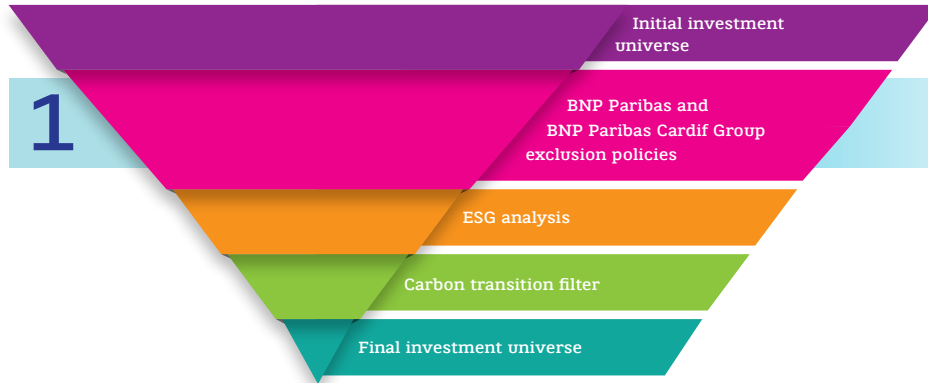 Initial investment
universe
1
BNP Paribas and
BNP Paribas Cardif Group
exclusion policies
ESG analysis
Carbon transition filter
Final investment universe